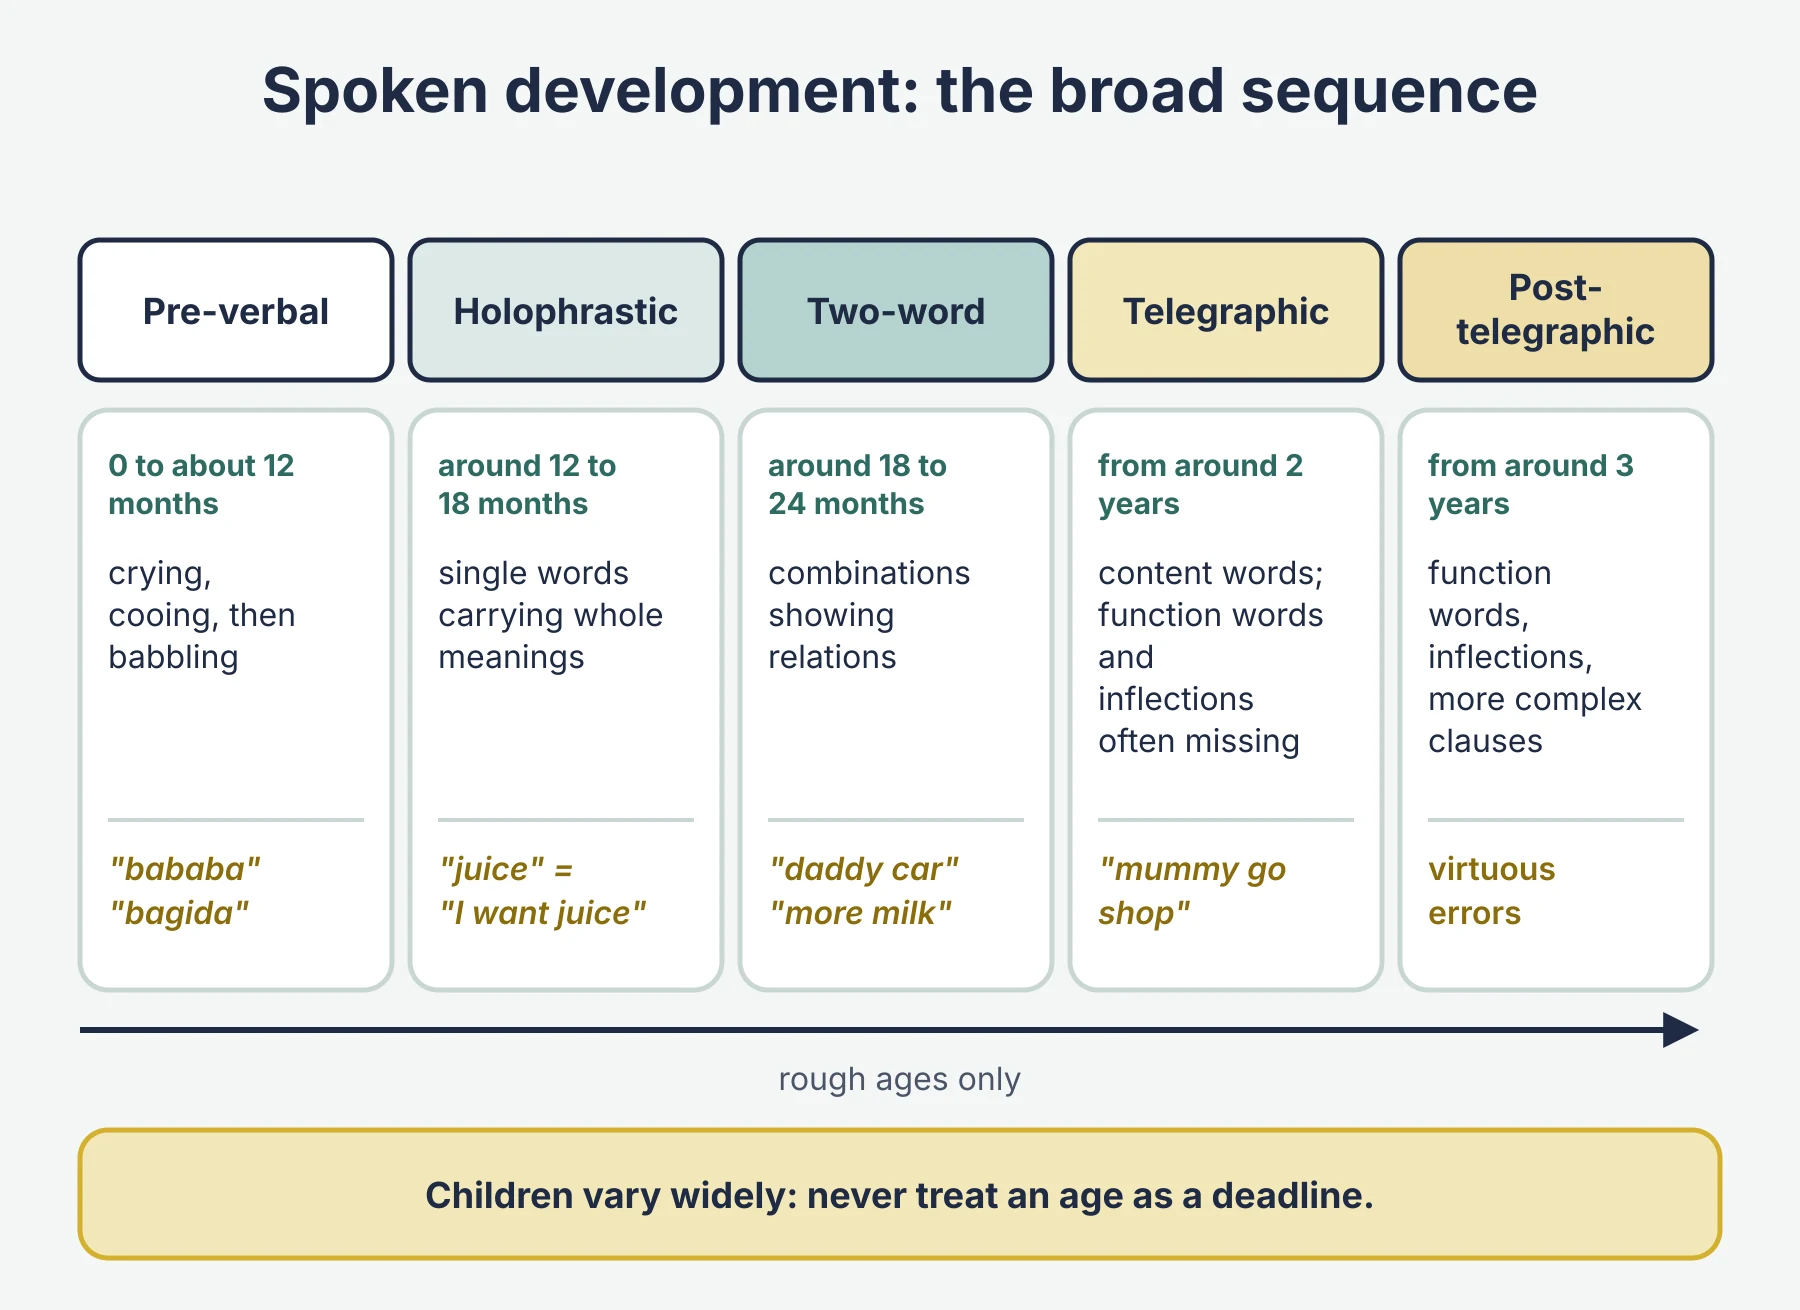 Spoken development: the broad sequence
Pre-verbal
0 to about 12
months
crying,
cooing, then
babbling
"bababa"
"bagida"
Holophrastic
around 12 to
18 months
single words
carrying whole
meanings
"juice" =
"I want juice"
Two-word
around 18 to
24 months
combinations
showing
relations
"daddy car"
"more milk"
Telegraphic
from around 2
years
content words;
function words
and
inflections
often missing
"mummy go
shop"
Post-
telegraphic
from around 3
years
function
words,
inflections,
more complex
clauses
virtuous
errors
rough ages only
Children vary widely: never treat an age as a deadline.